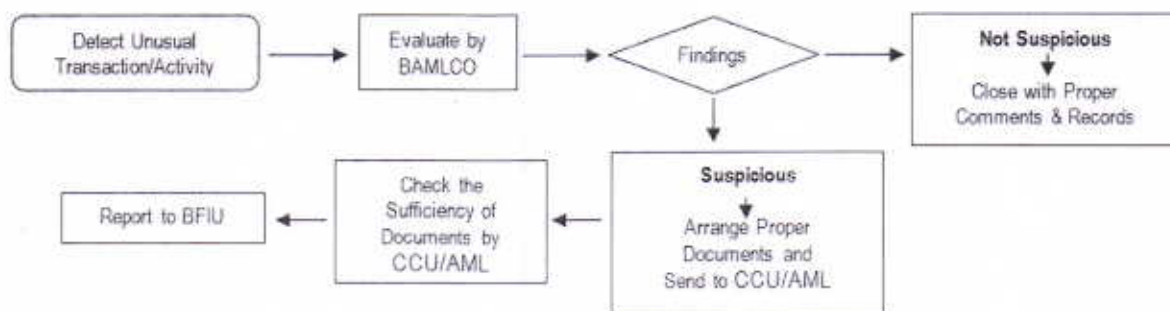 Detect Unusual
Transaction/Activity
Evaluate by
BAMLCO
Findings
Not Suspicious
Close with Proper
Comments & Records
Suspicious
Arrange Proper
Documents and
Send to CCU/AML
Check the
Sufficiency of
Documents by
CCU/AML
Report to BFIU